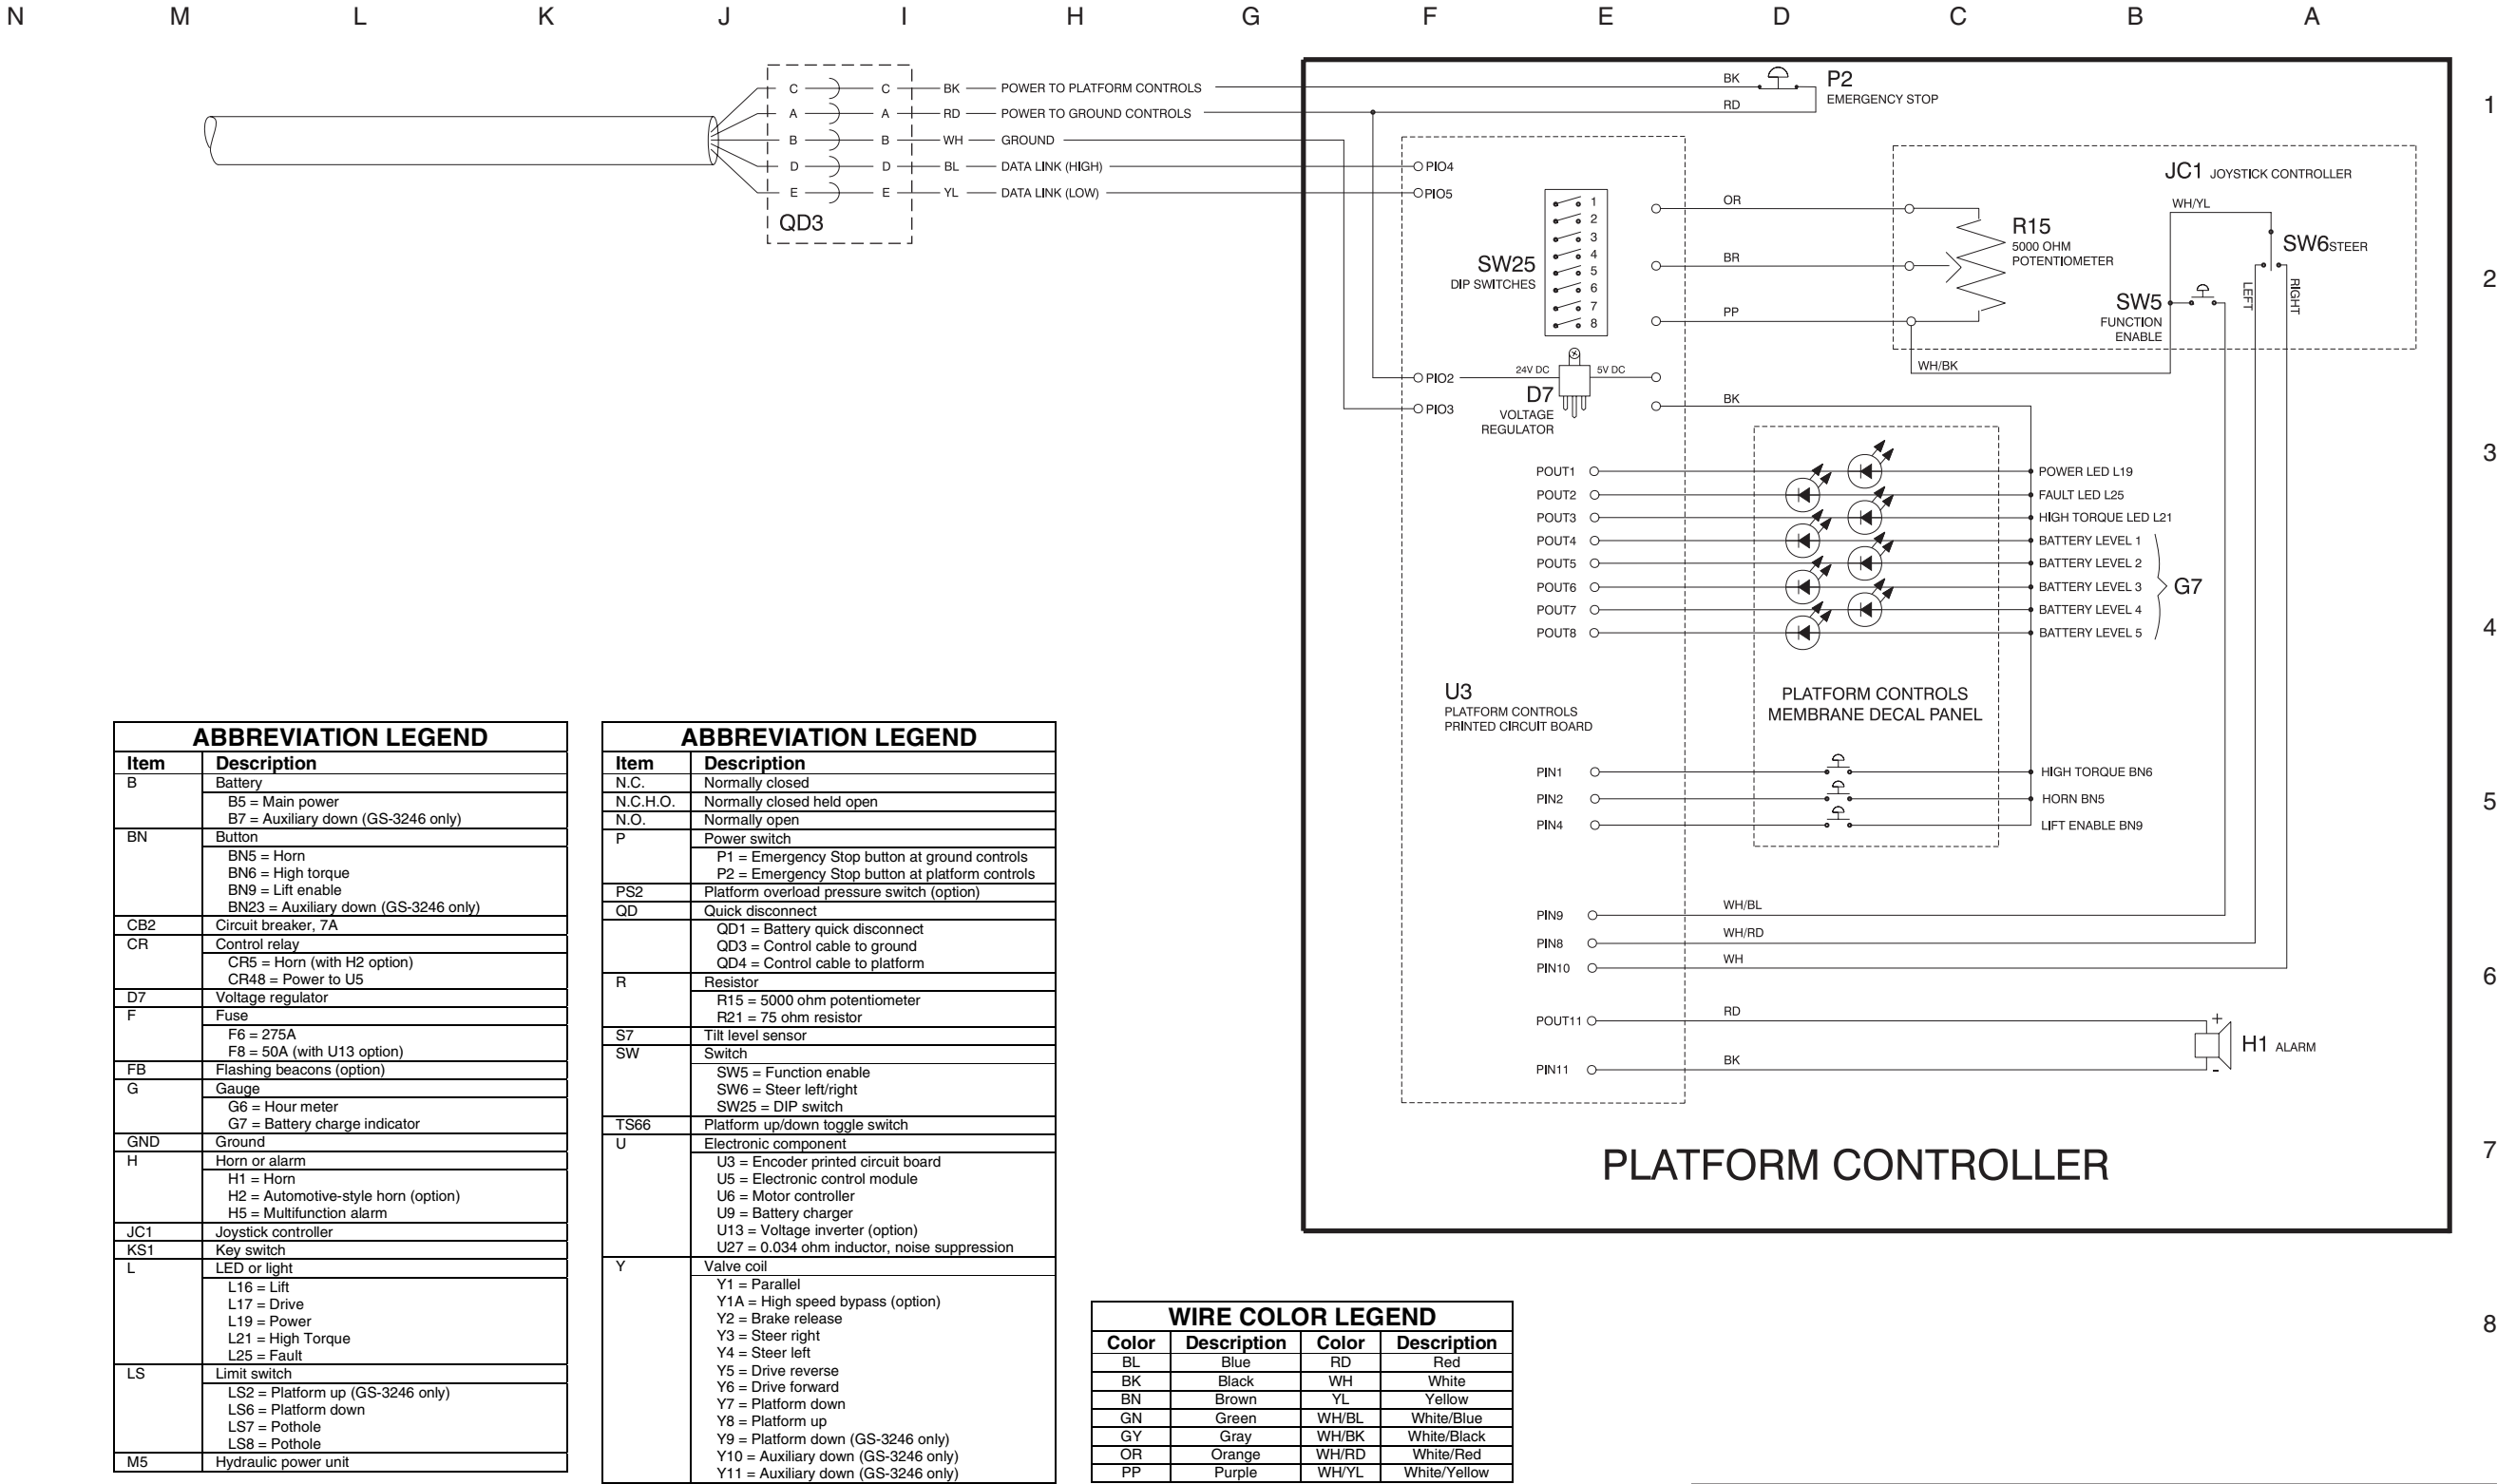 N M L K J I H G F E D C B A
1
2
3
4
5
6
7
8
C C BK POWER TO PLATFORM CONTROLS
A A RD POWER TO GROUND CONTROLS
B B WH GROUND
D D BL DATA LINK (HIGH)
E E YL DATA LINK (LOW)
QD3
BK
RD
P2
EMERGENCY STOP
PIO4
PIO5
SW25
DIP SWITCHES
1
2
3
4
5
6
7
8
OR
BR
PP
JC1 JOYSTICK CONTROLLER
R15
5000 OHM
POTENTIOMETER
WH/YL
SW6 STEER
LEFT
RIGHT
SW5
FUNCTION
ENABLE
WH/BK
PIO2
24V DC
5V DC
D7
VOLTAGE
REGULATOR
PIO3
BK
POUT1 POWER LED L19
POUT2 FAULT LED L25
POUT3 HIGH TORQUE LED L21
POUT4 BATTERY LEVEL 1
POUT5 BATTERY LEVEL 2
POUT6 BATTERY LEVEL 3
POUT7 BATTERY LEVEL 4
POUT8 BATTERY LEVEL 5
G7
U3
PLATFORM CONTROLS
PRINTED CIRCUIT BOARD
PLATFORM CONTROLS
MEMBRANE DECAL PANEL
PIN1 HIGH TORQUE BN6
PIN2 HORN BN5
PIN4 LIFT ENABLE BN9
PIN9 WH/BL
PIN8 WH/RD
PIN10 WH
POUT11 RD
+
H1 ALARM
PIN11 BK
-
PLATFORM CONTROLLER
ABBREVIATION LEGEND
Item Description
B Battery
B5 = Main power
B7 = Auxiliary down (GS-3246 only)
BN Button
BN5 = Horn
BN6 = High torque
BN9 = Lift enable
BN23 = Auxiliary down (GS-3246 only)
CB2 Circuit breaker, 7A
CR Control relay
CR5 = Horn (with H2 option)
CR48 = Power to U5
D7 Voltage regulator
F Fuse
F6 = 275A
F8 = 50A (with U13 option)
FB Flashing beacons (option)
G Gauge
G6 = Hour meter
G7 = Battery charge indicator
GND Ground
H Horn or alarm
H1 = Horn
H2 = Automotive-style horn (option)
H5 = Multifunction alarm
JC1 Joystick controller
KS1 Key switch
L LED or light
L16 = Lift
L17 = Drive
L19 = Power
L21 = High Torque
L25 = Fault
LS Limit switch
LS2 = Platform up (GS-3246 only)
LS6 = Platform down
LS7 = Pothole
LS8 = Pothole
M5 Hydraulic power unit
ABBREVIATION LEGEND
Item Description
N.C. Normally closed
N.C.H.O. Normally closed held open
N.O. Normally open
P Power switch
P1 = Emergency Stop button at ground controls
P2 = Emergency Stop button at platform controls
PS2 Platform overload pressure switch (option)
QD Quick disconnect
QD1 = Battery quick disconnect
QD3 = Control cable to ground
QD4 = Control cable to platform
R Resistor
R15 = 5000 ohm potentiometer
R21 = 75 ohm resistor
S7 Tilt level sensor
SW Switch
SW5 = Function enable
SW6 = Steer left/right
SW25 = DIP switch
TS66 Platform up/down toggle switch
U Electronic component
U3 = Encoder printed circuit board
U5 = Electronic control module
U6 = Motor controller
U9 = Battery charger
U13 = Voltage inverter (option)
U27 = 0.034 ohm inductor, noise suppression
Y Valve coil
Y1 = Parallel
Y1A = High speed bypass (option)
Y2 = Brake release
Y3 = Steer right
Y4 = Steer left
Y5 = Drive reverse
Y6 = Drive forward
Y7 = Platform down
Y8 = Platform up
Y9 = Platform down (GS-3246 only)
Y10 = Auxiliary down (GS-3246 only)
Y11 = Auxiliary down (GS-3246 only)
WIRE COLOR LEGEND
Color Description Color Description
BL Blue RD Red
BK Black WH White
BN Brown YL Yellow
GN Green WH/BL White/Blue
GY Gray WH/BK White/Black
OR Orange WH/RD White/Red
PP Purple WH/YL White/Yellow